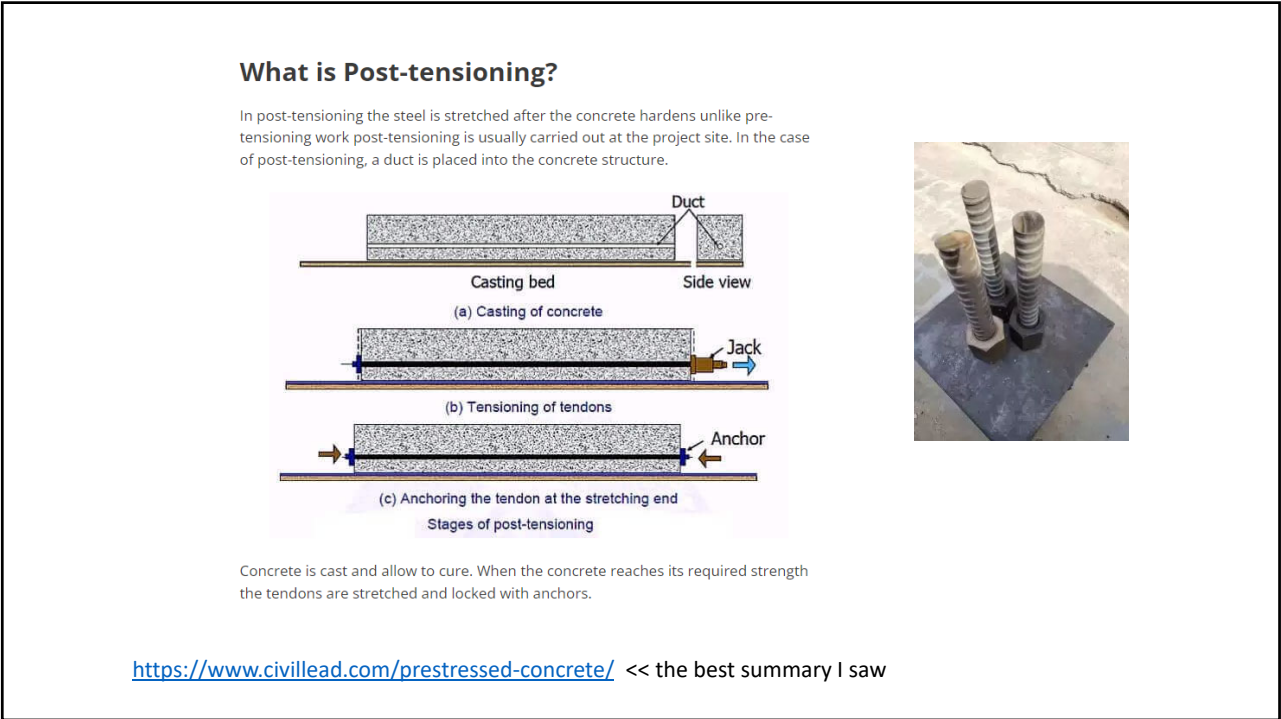 What is Post-tensioning?
In post-tensioning the steel is stretched after the concrete hardens unlike pre-
tensioning work post-tensioning is usually carried out at the project site. In the case
of post-tensioning, a duct is placed into the concrete structure.
Duct
Casting bed
Side view
(a) Casting of concrete
Jack
(b) Tensioning of tendons
Anchor
(c) Anchoring the tendon at the stretching end
Stages of post-tensioning
Concrete is cast and allow to cure. When the concrete reaches its required strength
the tendons are stretched and locked with anchors.
https://www.civillead.com/prestressed-concrete/ << the best summary I saw